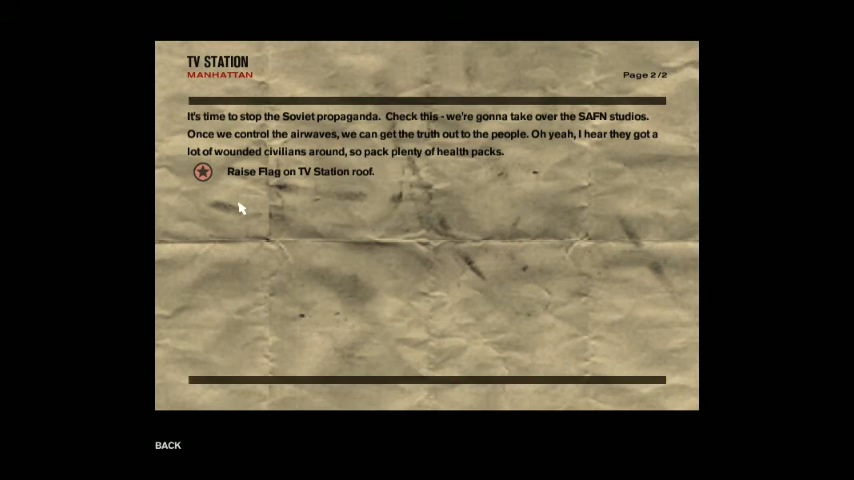 TV STATION
MANHATTAN
Page 2/2
It's time to stop the Soviet propaganda.  Check this - we're gonna take over the SAFN studios.
Once we control the airwaves, we can get the truth out to the people. Oh yeah, I hear they got a
lot of wounded civilians around, so pack plenty of health packs.
Raise Flag on TV Station roof.
BACK